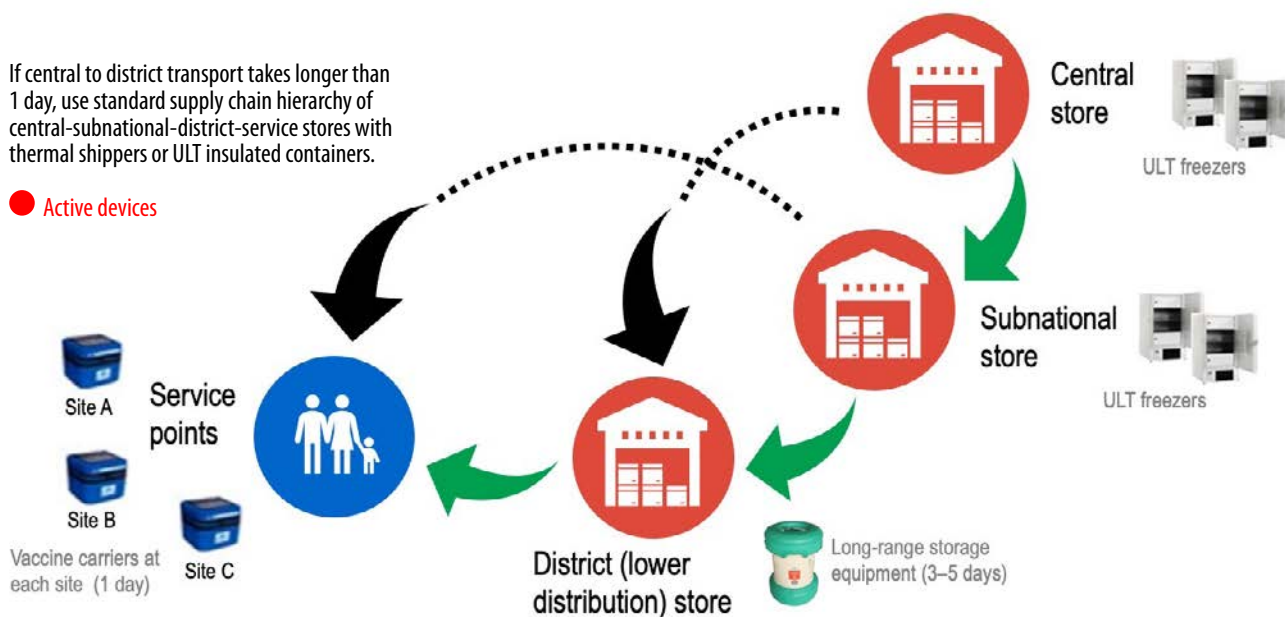 If central to district transport takes longer than
1 day, use standard supply chain hierarchy of
central-subnational-district-service stores with
thermal shippers or ULT insulated containers.
Active devices
Central
store
ULT freezers
Subnational
store
ULT freezers
Service
points
Site A
Site B
Site C
Vaccine carriers at
each site (1 day)
District (lower
distribution) store
Long-range storage
equipment (3–5 days)